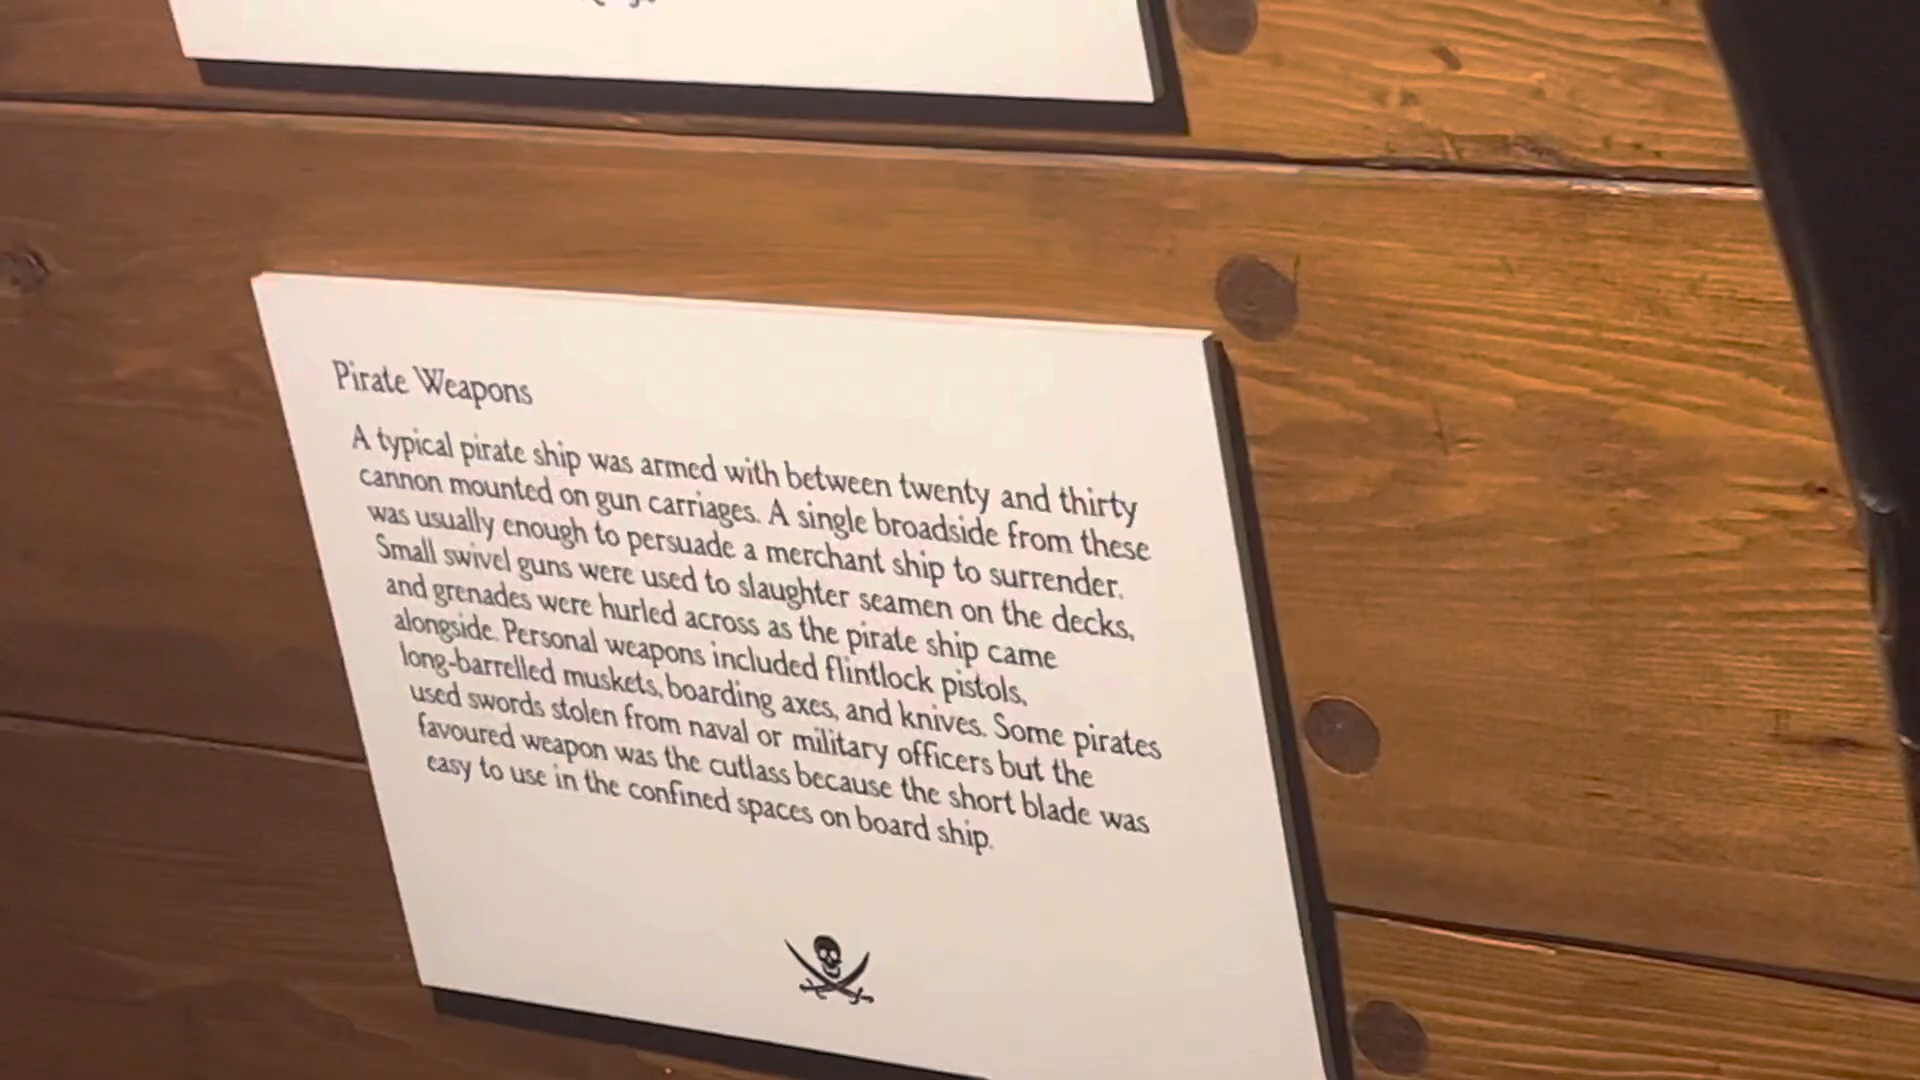 Pirate Weapons
A typical pirate ship was armed with between twenty and thirty
cannon mounted on gun carriages. A single broadside from these
was usually enough to persuade a merchant ship to surrender.
Small swivel guns were used to slaughter seamen on the decks,
and grenades were hurled across as the pirate ship came
alongside. Personal weapons included flintlock pistols,
long-barrelled muskets, boarding axes, and knives. Some pirates
used swords stolen from naval or military officers but the
favoured weapon was the cutlass because the short blade was
easy to use in the confined spaces on board ship.